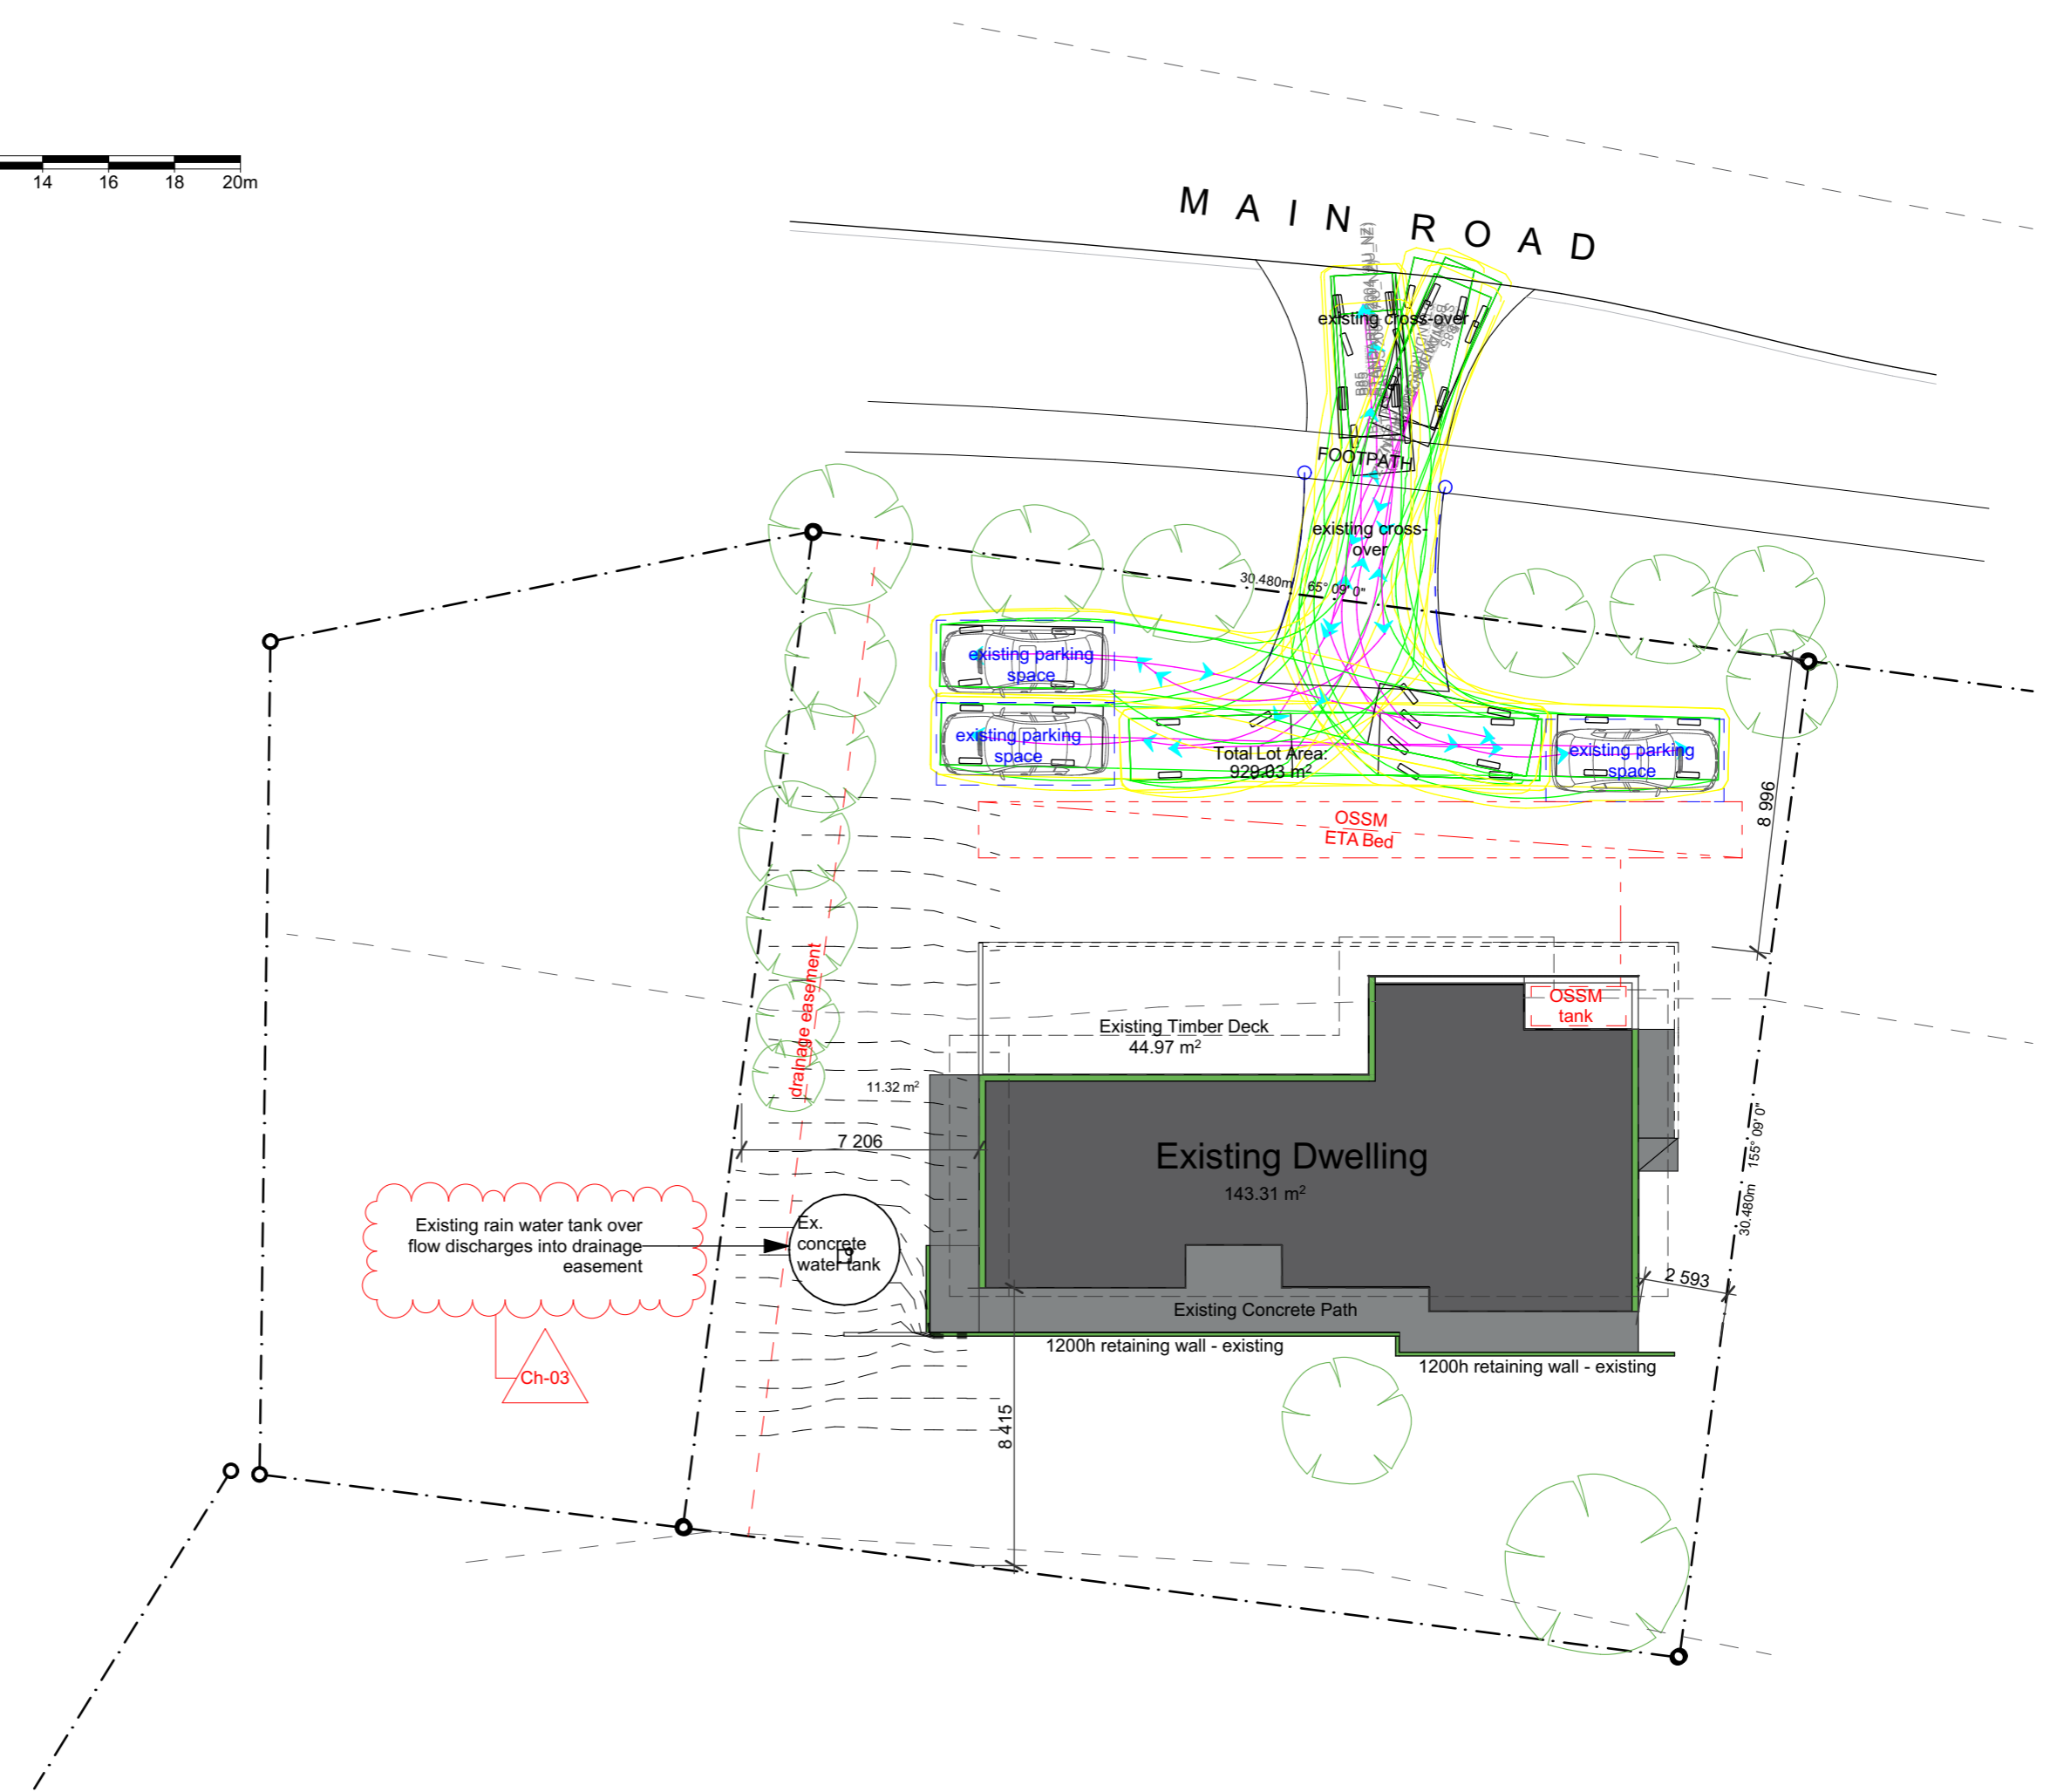 14 16 18 20m
MAIN ROAD
existing cross-over
FOOTPATH
existing cross-
over
30.480m 65° 09' 0"
existing parking
space
existing parking
space
Total Lot Area:
929.03 m²
existing parking
space
8 996
OSSM
ETA Bed
drainage easement
OSSM
tank
Existing Timber Deck
44.97 m²
11.32 m²
7 206
Existing Dwelling
143.31 m²
30.480m 155° 09' 0"
Existing rain water tank over
flow discharges into drainage
easement
Ex.
concrete
water tank
2 593
Existing Concrete Path
1200h retaining wall - existing
1200h retaining wall - existing
Ch-03
8 415